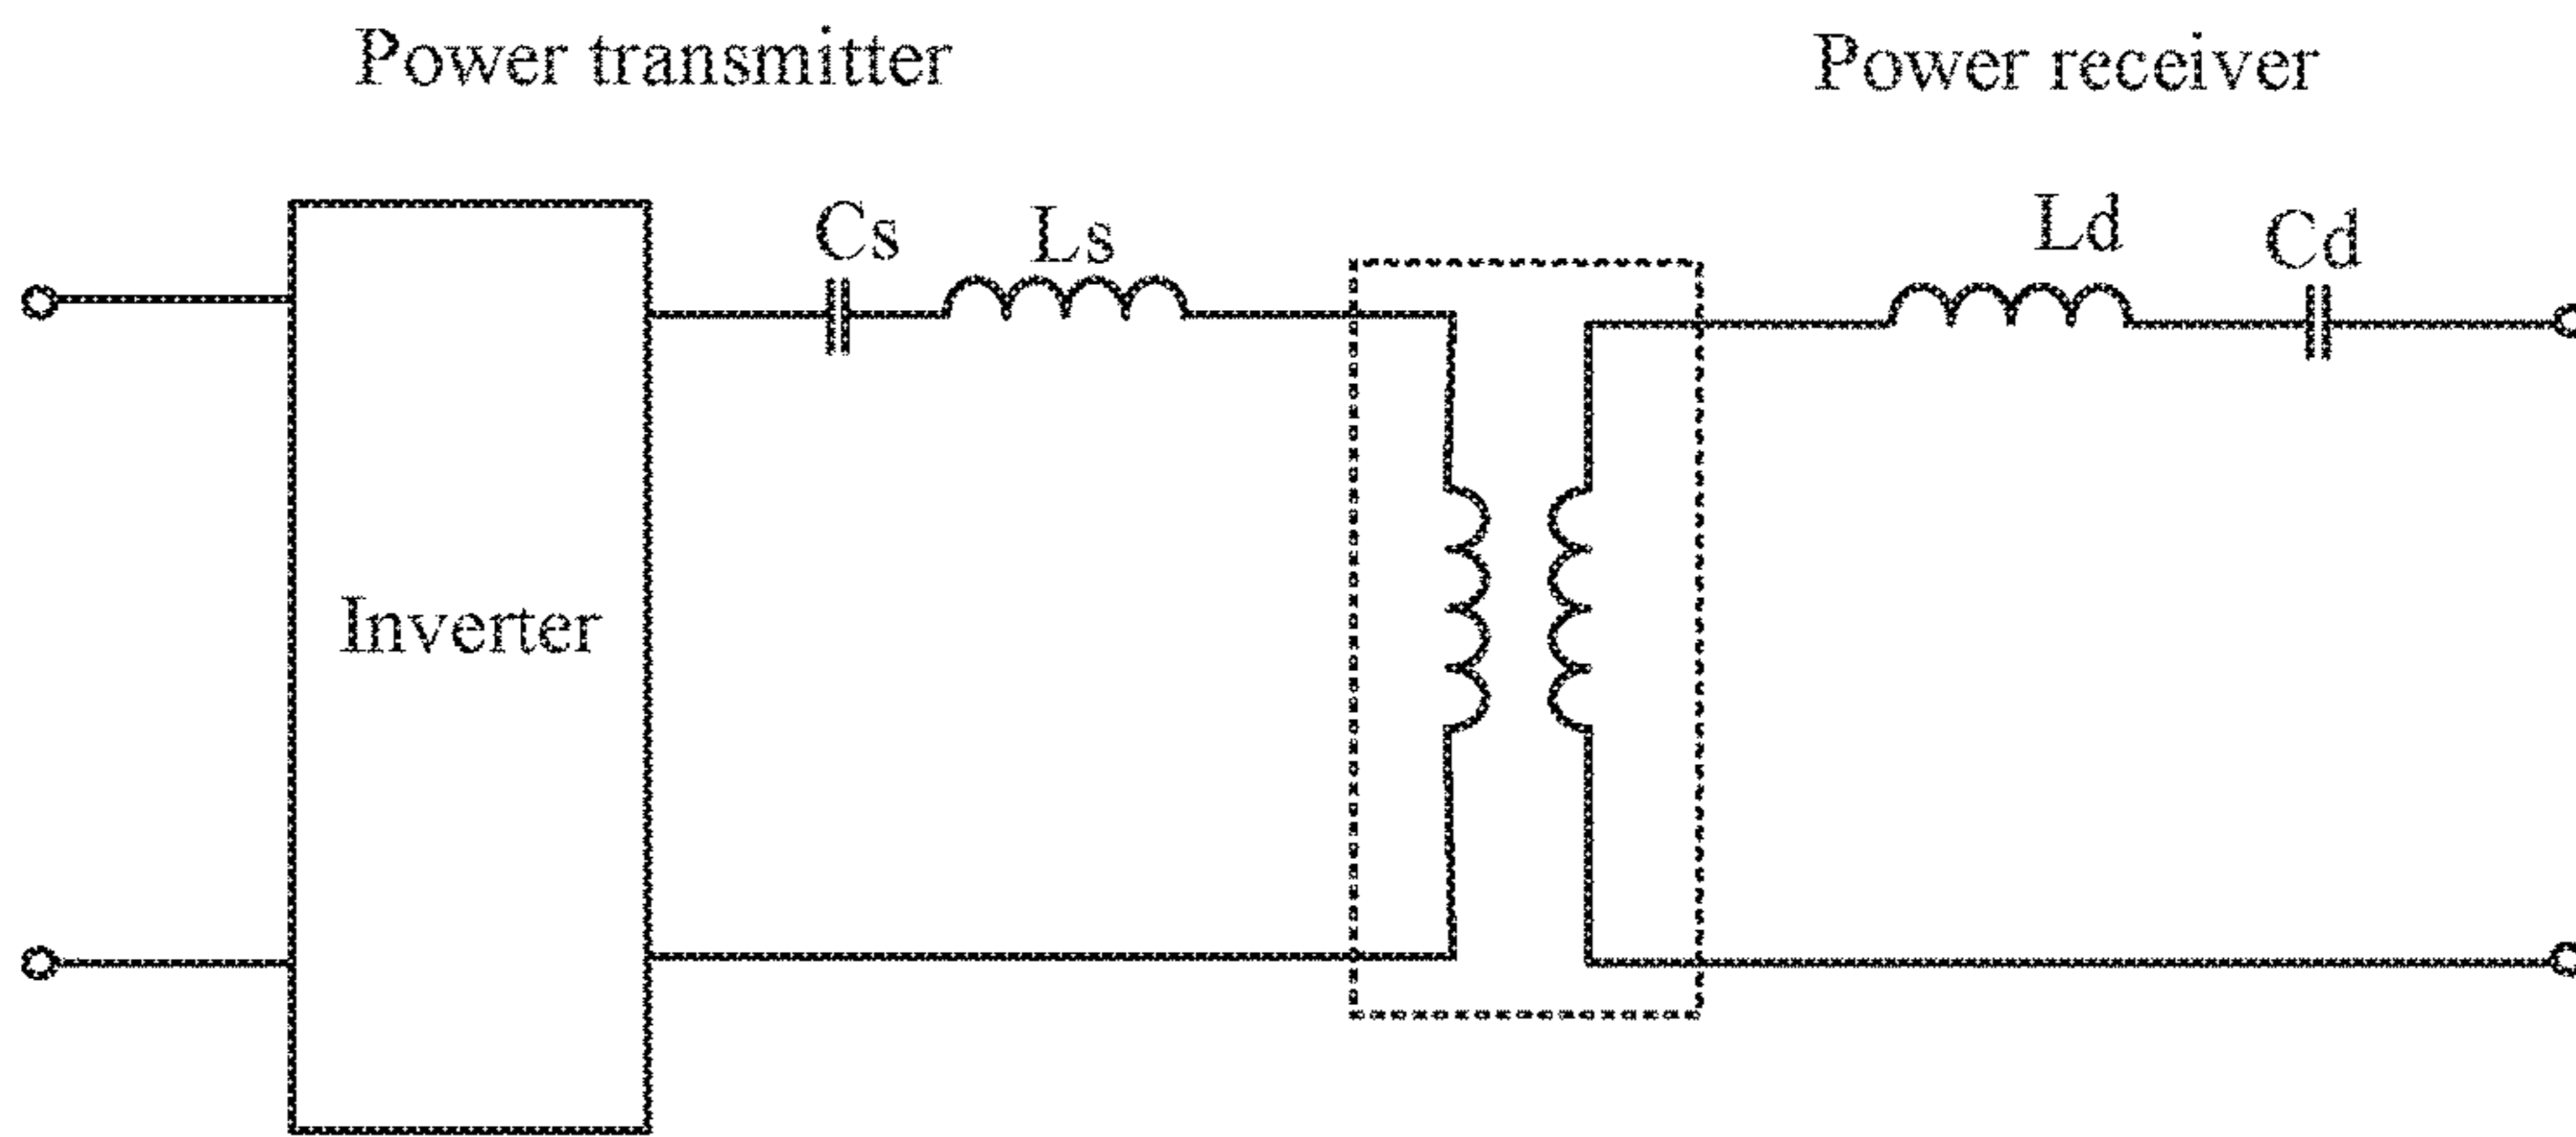 Power transmitter
Power receiver
Cs
Ls
Ld
Cd
Inverter